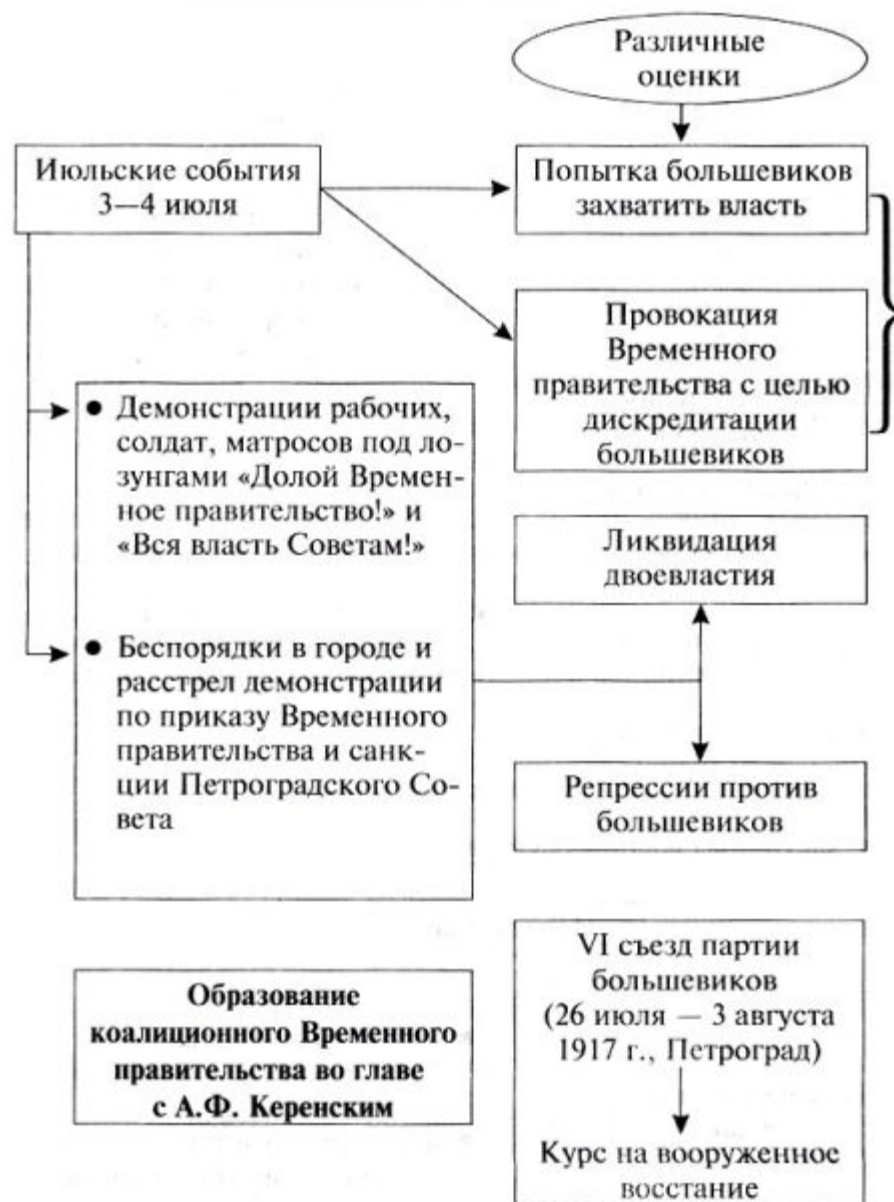 Различные
оценки
Июльские события
3—4 июля
Попытка большевиков
захватить власть
Провокация
Временного
правительства с целью
дискредитации
большевиков
● Демонстрации рабочих,
солдат, матросов под ло-
зунгами «Долой Времен-
ное правительство!» и
«Вся власть Советам!»
● Беспорядки в городе и
расстрел демонстрации
по приказу Временного
правительства и санк-
ции Петроградского Со-
вета
Ликвидация
двоевластия
Репрессии против
большевиков
Образование
коалиционного Временного
правительства во главе
с А.Ф. Керенским
VI съезд партии
большевиков
(26 июля — 3 августа
1917 г., Петроград)
Курс на вооруженное
восстание